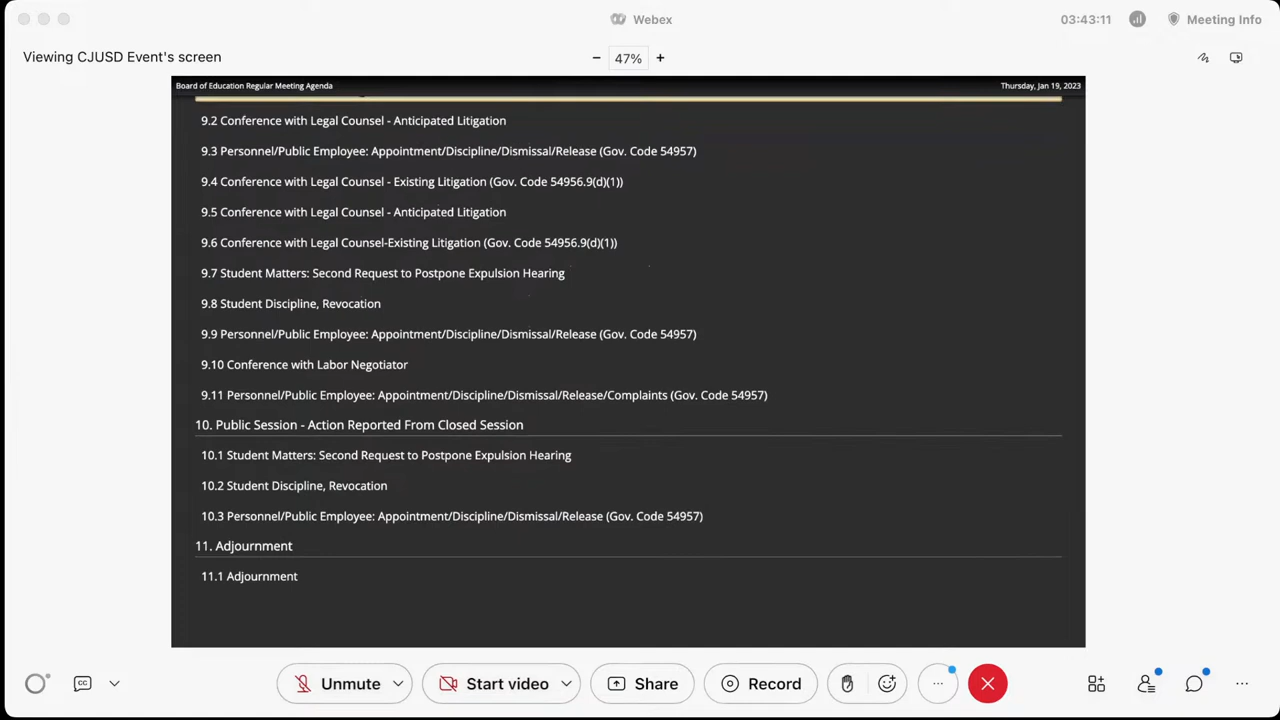 Webex
03:43:11
Meeting Info
Viewing CJUSD Event's screen
− 47% +
Board of Education Regular Meeting Agenda
Thursday, Jan 19, 2023
9.2 Conference with Legal Counsel - Anticipated Litigation
9.3 Personnel/Public Employee: Appointment/Discipline/Dismissal/Release (Gov. Code 54957)
9.4 Conference with Legal Counsel - Existing Litigation (Gov. Code 54956.9(d)(1))
9.5 Conference with Legal Counsel - Anticipated Litigation
9.6 Conference with Legal Counsel-Existing Litigation (Gov. Code 54956.9(d)(1))
9.7 Student Matters: Second Request to Postpone Expulsion Hearing
9.8 Student Discipline, Revocation
9.9 Personnel/Public Employee: Appointment/Discipline/Dismissal/Release (Gov. Code 54957)
9.10 Conference with Labor Negotiator
9.11 Personnel/Public Employee: Appointment/Discipline/Dismissal/Release/Complaints (Gov. Code 54957)
10. Public Session - Action Reported From Closed Session
10.1 Student Matters: Second Request to Postpone Expulsion Hearing
10.2 Student Discipline, Revocation
10.3 Personnel/Public Employee: Appointment/Discipline/Dismissal/Release (Gov. Code 54957)
11. Adjournment
11.1 Adjournment
CC
Unmute
Start video
Share
Record